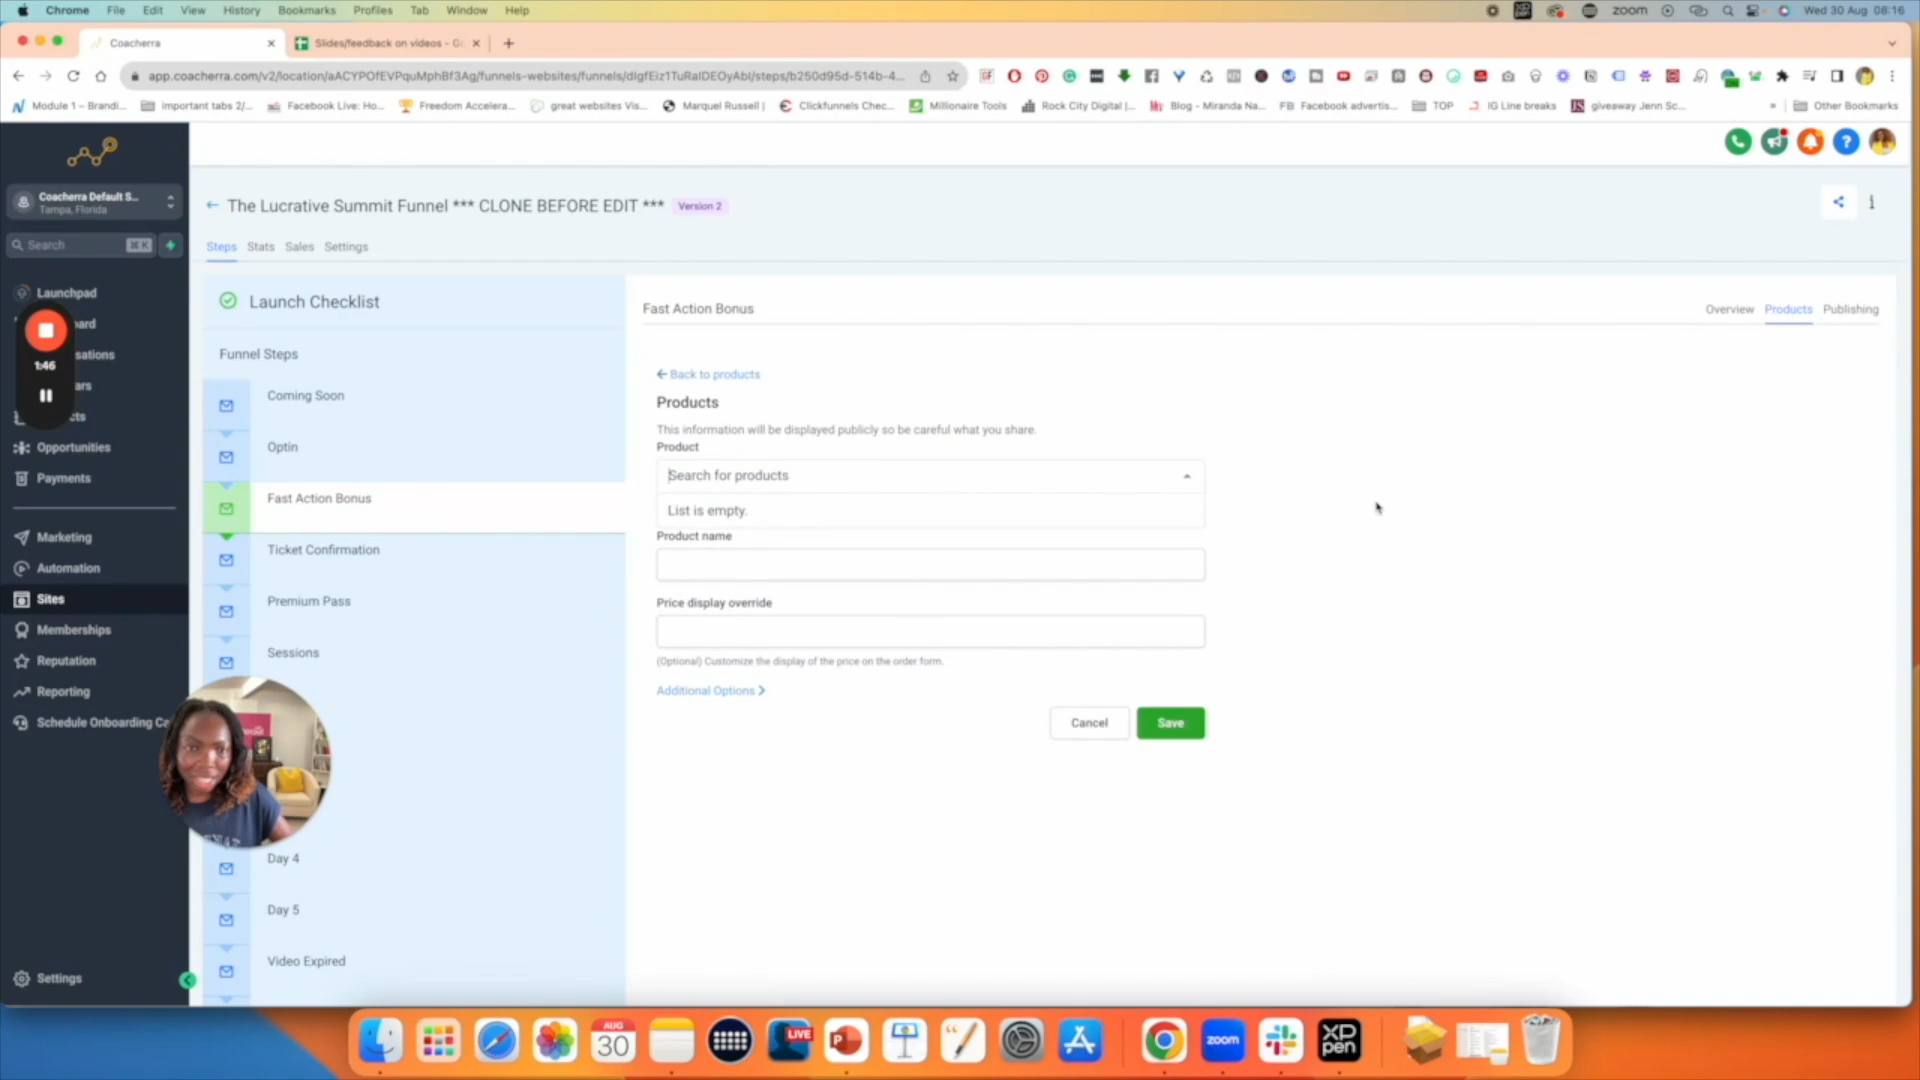 Chrome File Edit View History Bookmarks Profiles Tab Window Help
zoom Wed 30 Aug 08:16
Coacherra
Slides/feedback on videos - G
app.coacherra.com/v2/location/aACYPOfEVPquMphBf3Ag/funnels-websites/funnels/dIgfEiz1TuRaIDEOyAbI/steps/b250d95d-514b-4...
Module 1 – Brandi... important tabs 2/... Facebook Live: Ho... Freedom Accelera... great websites Vis... Marquel Russell | Clickfunnels Chec... Millionaire Tools Rock City Digital |... Blog - Miranda Na... FB Facebook advertis... TOP IG Line breaks giveaway Jenn Sc... » Other Bookmarks
Coacherra Default S...
Tampa, Florida
The Lucrative Summit Funnel *** CLONE BEFORE EDIT *** Version 2
Search ⌘ K
Steps Stats Sales Settings
Launchpad
ard
1:46
sations
ars
cts
Opportunities
Payments
Marketing
Automation
Sites
Memberships
Reputation
Reporting
Schedule Onboarding Ca
Settings
Launch Checklist
Funnel Steps
Coming Soon
Optin
Fast Action Bonus
Ticket Confirmation
Premium Pass
Sessions
Day 4
Day 5
Video Expired
Fast Action Bonus
Overview Products Publishing
Back to products
Products
This information will be displayed publicly so be careful what you share.
Product
Search for products
List is empty.
Product name
Price display override
(Optional) Customize the display of the price on the order form.
Additional Options
Cancel Save
AUG
30
LIVE
zoom
XP
pen